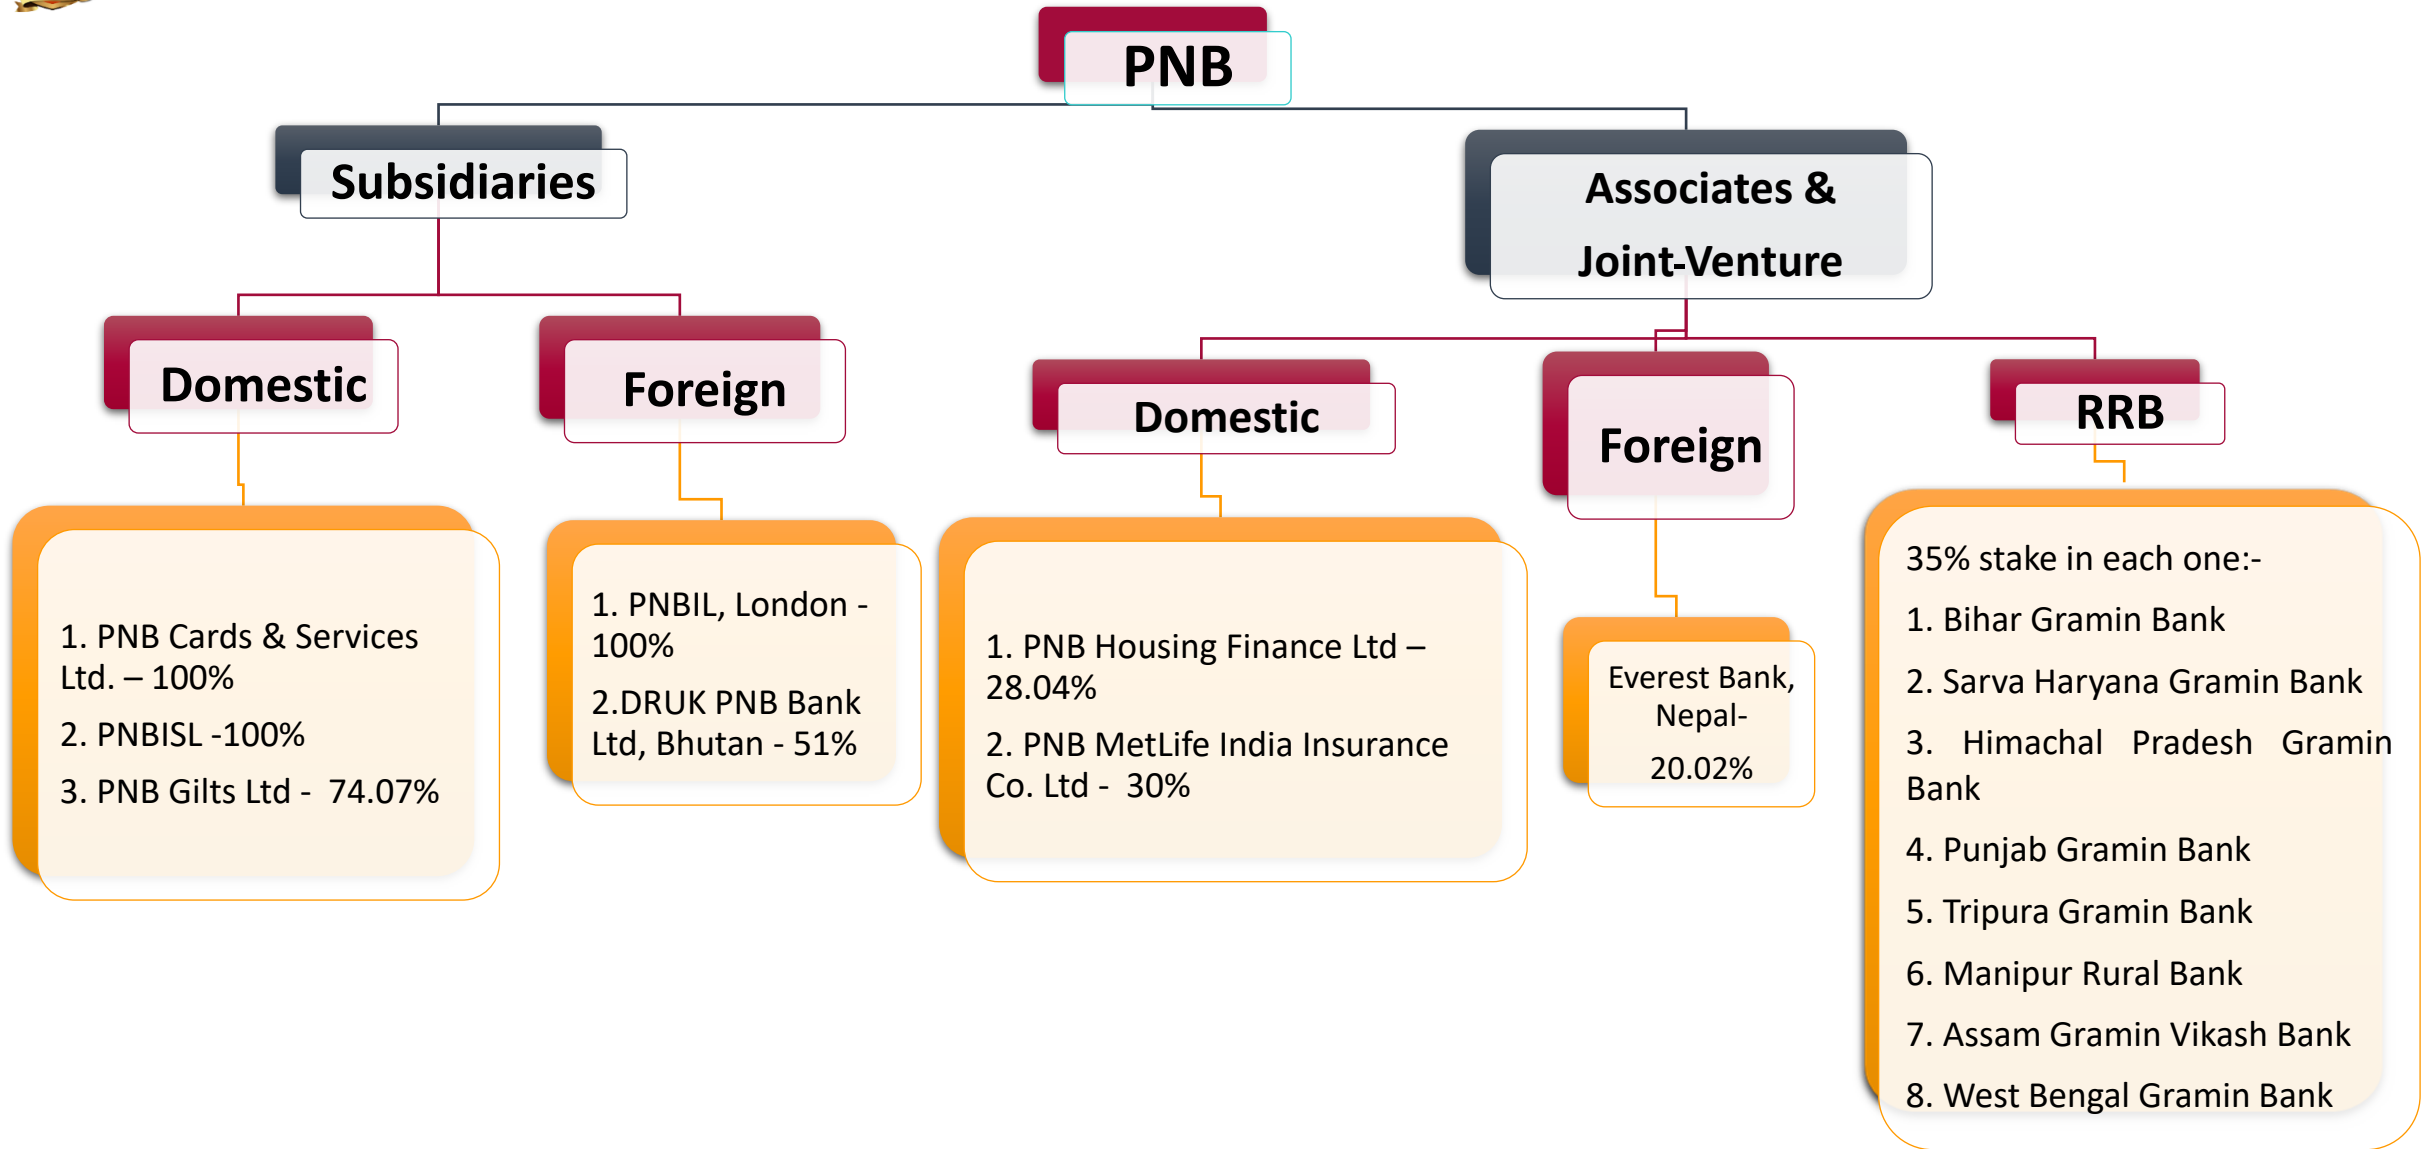 PNB
Subsidiaries
Associates &
Joint-Venture
Domestic
Foreign
Domestic
Foreign
RRB
1. PNB Cards & Services
Ltd. – 100%
2. PNBISL -100%
3. PNB Gilts Ltd -  74.07%
1. PNBIL, London -
100%
2.DRUK PNB Bank
Ltd, Bhutan - 51%
1. PNB Housing Finance Ltd –
28.04%
2. PNB MetLife India Insurance
Co. Ltd -  30%
Everest Bank,
Nepal-
20.02%
35% stake in each one:-
1. Bihar Gramin Bank
2. Sarva Haryana Gramin Bank
3. Himachal Pradesh Gramin
Bank
4. Punjab Gramin Bank
5. Tripura Gramin Bank
6. Manipur Rural Bank
7. Assam Gramin Vikash Bank
8. West Bengal Gramin Bank